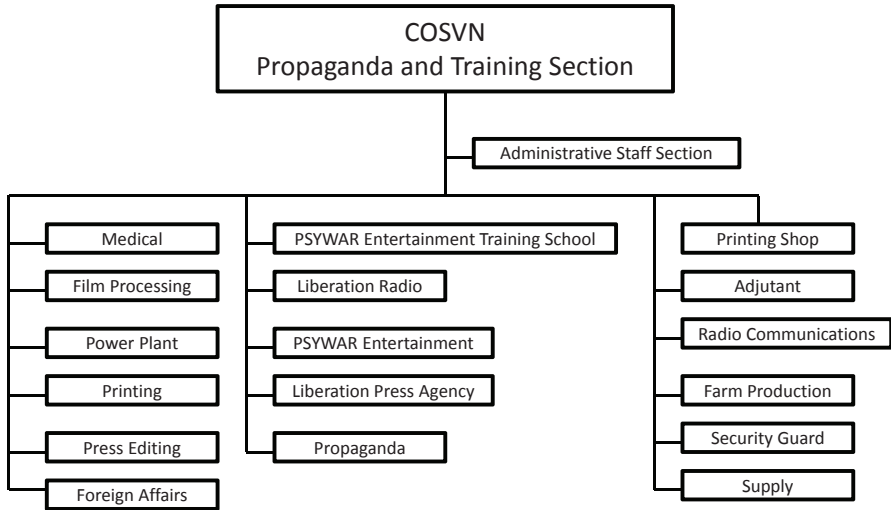 COSVN
Propaganda and Training Section
Administrative Staff Section
Medical
Film Processing
Power Plant
Printing
Press Editing
Foreign Affairs
PSYWAR Entertainment Training School
Liberation Radio
PSYWAR Entertainment
Liberation Press Agency
Propaganda
Printing Shop
Adjutant
Radio Communications
Farm Production
Security Guard
Supply